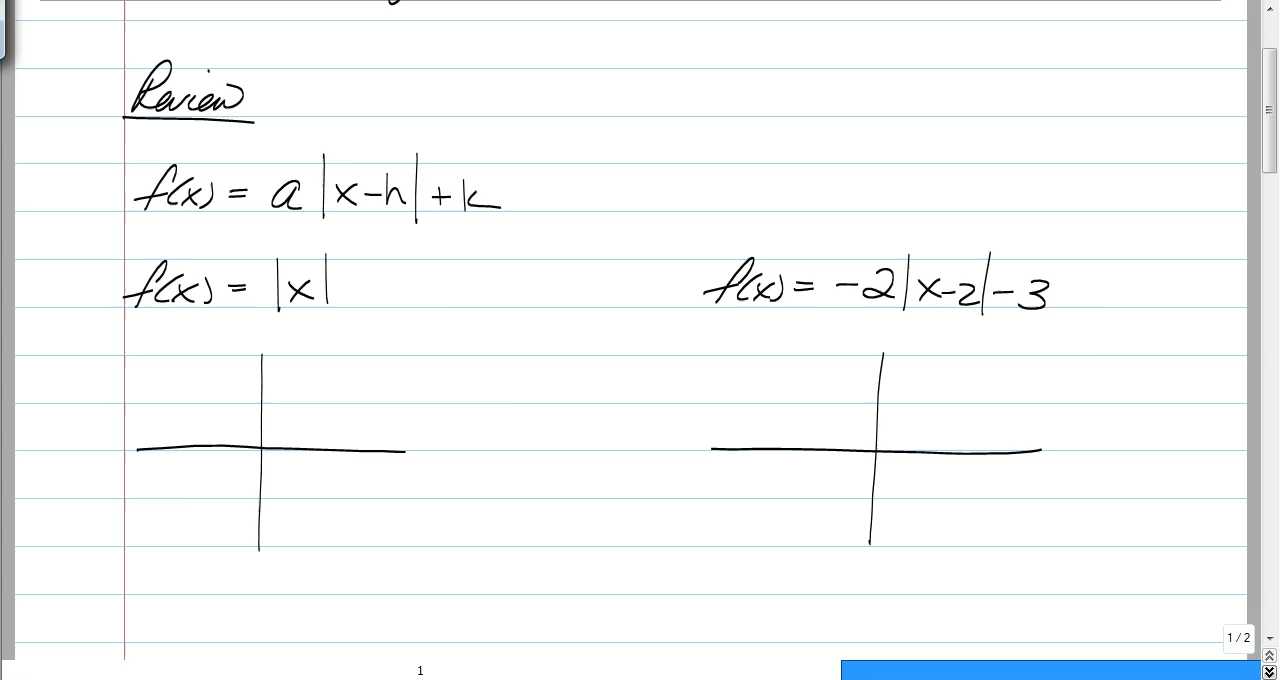 Review
f(x) = a |x-h| + k
f(x) = |x|
f(x) = -2|x-2| - 3
1 / 2
1